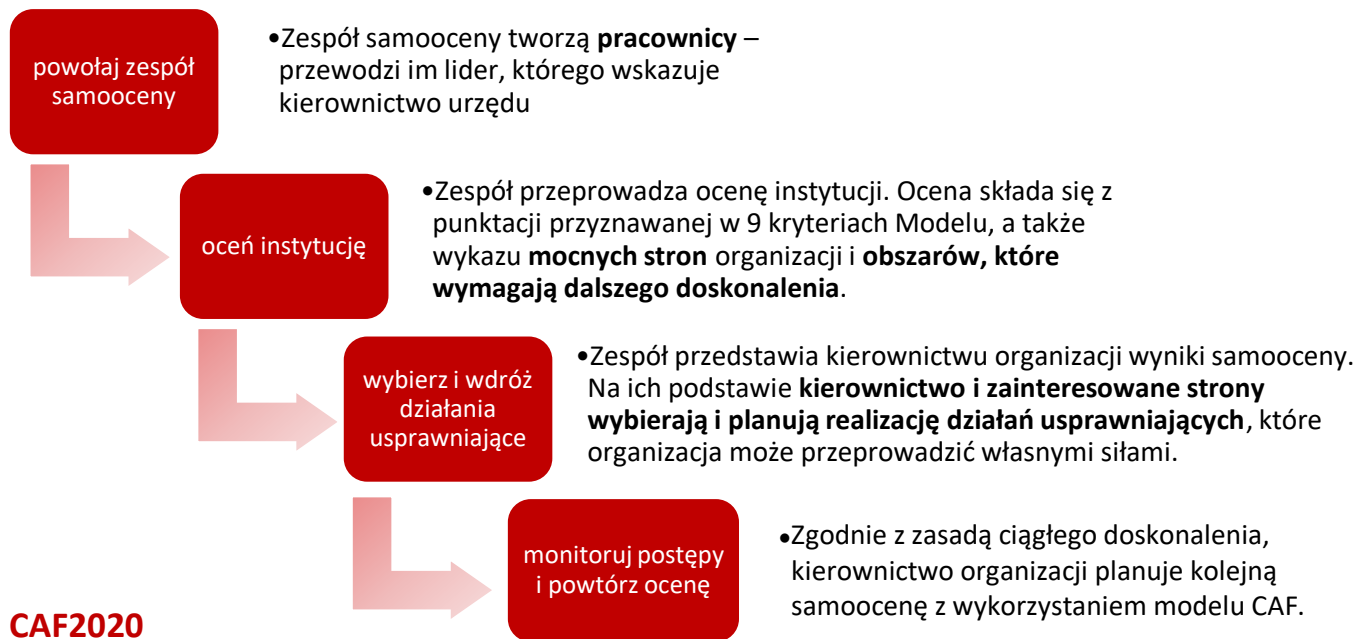 powołaj zespół
samooceny
•Zespół samooceny tworzą pracownicy –
przewodzi im lider, którego wskazuje
kierownictwo urzędu
oceń instytucję
•Zespół przeprowadza ocenę instytucji. Ocena składa się z
punktacji przyznawanej w 9 kryteriach Modelu, a także
wykazu mocnych stron organizacji i obszarów, które
wymagają dalszego doskonalenia.
wybierz i wdróż
działania
usprawniające
•Zespół przedstawia kierownictwu organizacji wyniki samooceny.
Na ich podstawie kierownictwo i zainteresowane strony
wybierają i planują realizację działań usprawniających, które
organizacja może przeprowadzić własnymi siłami.
monitoruj postępy
i powtórz ocenę
•Zgodnie z zasadą ciągłego doskonalenia,
kierownictwo organizacji planuje kolejną
samoocenę z wykorzystaniem modelu CAF.
CAF2020